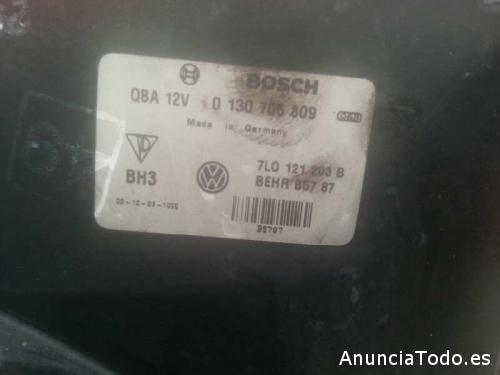 BOSCH
QBA 12V 0 130 706 809
Made in Germany
7L0 121 203 B
BH3
BEHR 857 87
95797
AnunciaTodo.es